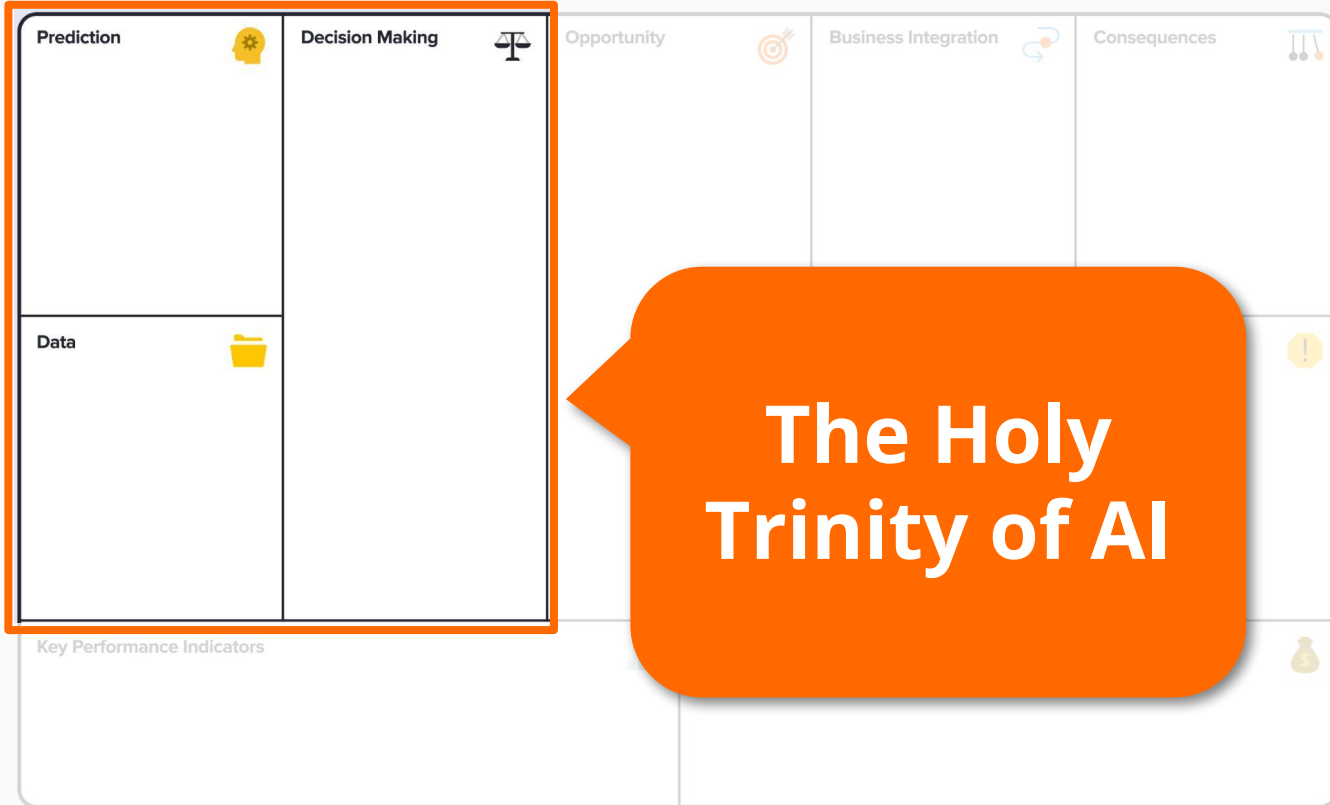 Prediction
Decision Making
Opportunity
Business Integration
Consequences
Data
The Holy
Trinity of AI
Key Performance Indicators